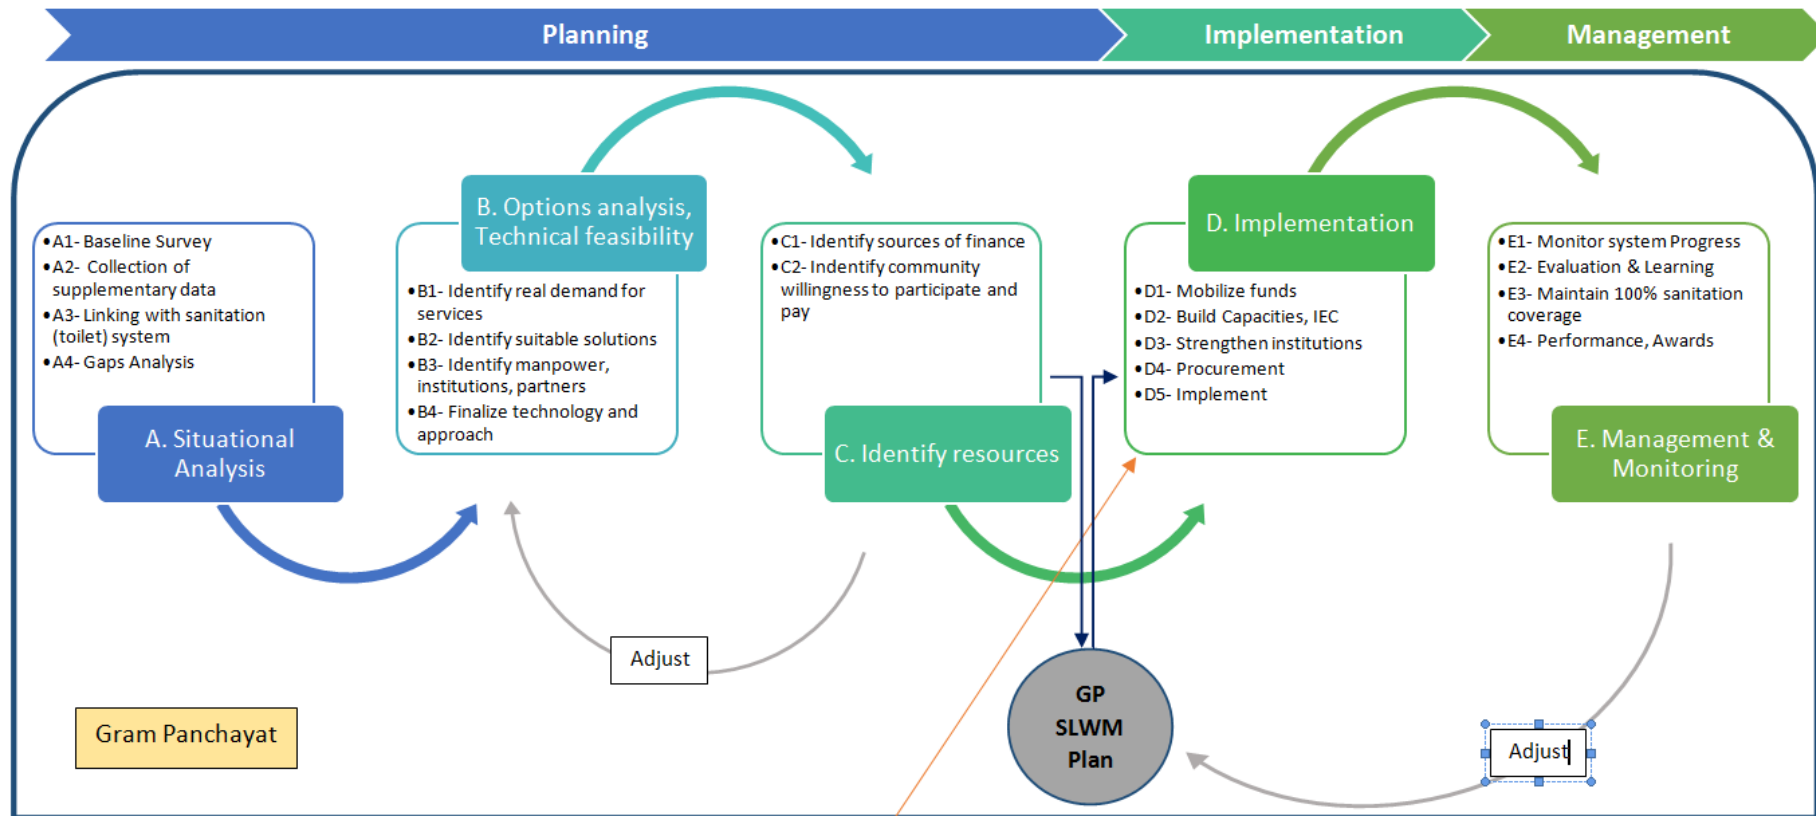 Planning
Implementation
Management
•A1- Baseline Survey
•A2- Collection of
supplementary data
•A3- Linking with sanitation
(toilet) system
•A4- Gaps Analysis
A. Situational
Analysis
B. Options analysis,
Technical feasibility
•B1- Identify real demand for
services
•B2- Identify suitable solutions
•B3- Identify manpower,
institutions, partners
•B4- Finalize technology and
approach
•C1- Identify sources of finance
•C2- Indentify community
willingness to participate and
pay
C. Identify resources
D. Implementation
•D1- Mobilize funds
•D2- Build Capacities, IEC
•D3- Strengthen institutions
•D4- Procurement
•D5- Implement
•E1- Monitor system Progress
•E2- Evaluation & Learning
•E3- Maintain 100% sanitation
coverage
•E4- Performance, Awards
E. Management &
Monitoring
Adjust
Gram Panchayat
GP
SLWM
Plan
Adjust